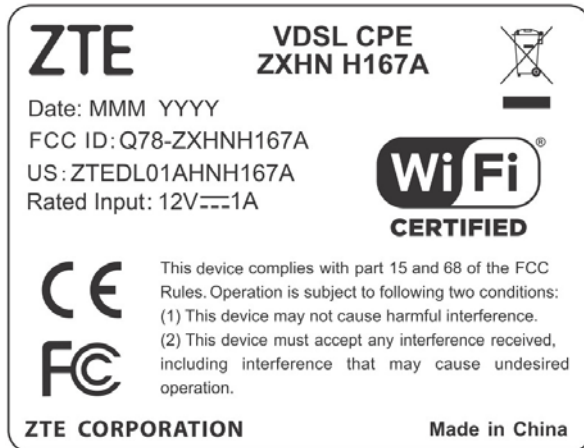 ZTE
VDSL CPE
ZXHN H167A
Date: MMM YYYY
FCC ID: Q78-ZXHNH167A
US: ZTEDL01AHNH167A
Rated Input: 12V⎓1A
Wi Fi®
CERTIFIED
CE
FC
This device complies with part 15 and 68 of the FCC
Rules. Operation is subject to following two conditions:
(1) This device may not cause harmful interference.
(2) This device must accept any interference received,
including interference that may cause undesired
operation.
ZTE CORPORATION
Made in China